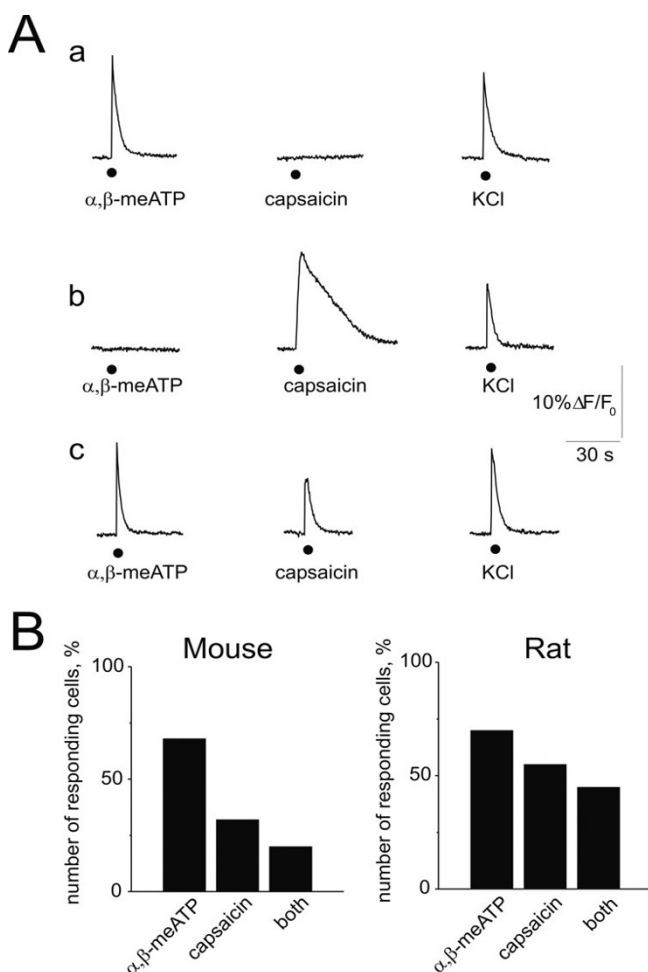 A
a
α,β-meATP capsaicin KCl
b
α,β-meATP capsaicin KCl
10%ΔF/F0
30 s
c
α,β-meATP capsaicin KCl
B
Mouse
number of responding cells, %
100
50
0
α,β-meATP
capsaicin
both
Rat
number of responding cells, %
100
50
0
α,β-meATP
capsaicin
both